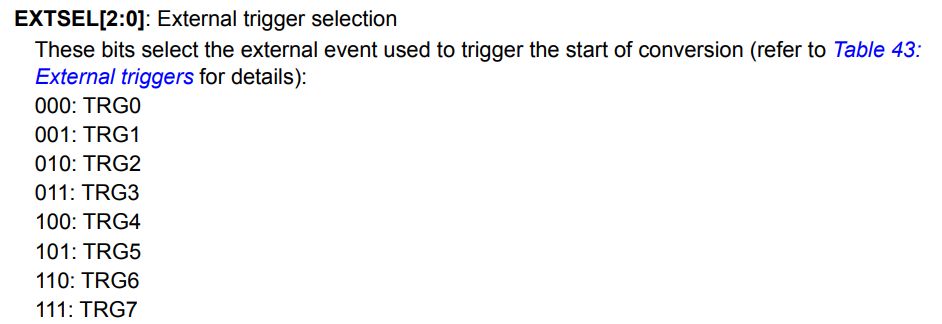 EXTSEL[2:0]: External trigger selection
These bits select the external event used to trigger the start of conversion (refer to Table 43:
External triggers for details):
000: TRG0
001: TRG1
010: TRG2
011: TRG3
100: TRG4
101: TRG5
110: TRG6
111: TRG7